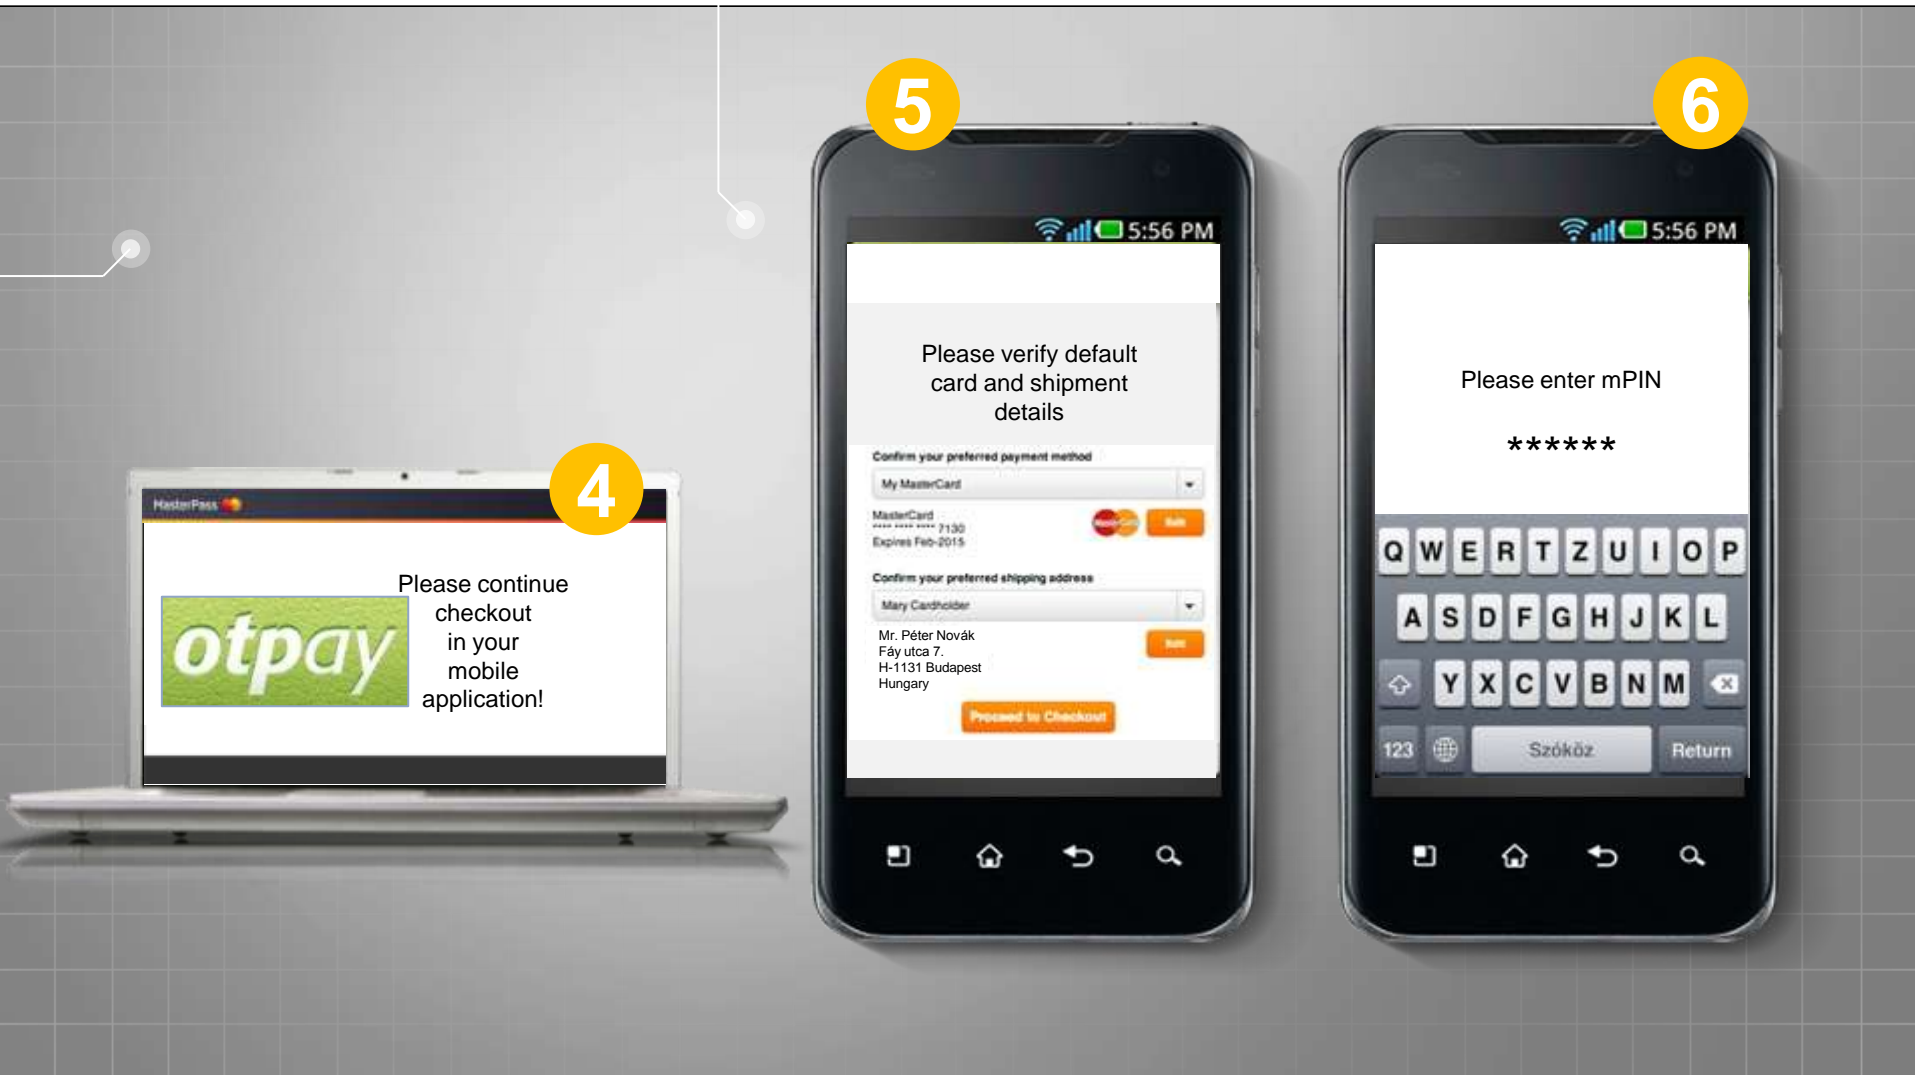 4
MasterPass
otpay
Please continue
checkout
in your
mobile
application!
5
5:56 PM
Please verify default
card and shipment
details
Confirm your preferred payment method
My MasterCard
MasterCard
**** **** **** 7130
Expires Feb-2015
MasterCard
Edit
Confirm your preferred shipping address
Mary Cardholder
Mr. Péter Novák
Fáy utca 7.
H-1131 Budapest
Hungary
Edit
Proceed to Checkout
6
5:56 PM
Please enter mPIN
******
Q W E R T Z U I O P
A S D F G H J K L
Y X C V B N M
123 Szóköz Return